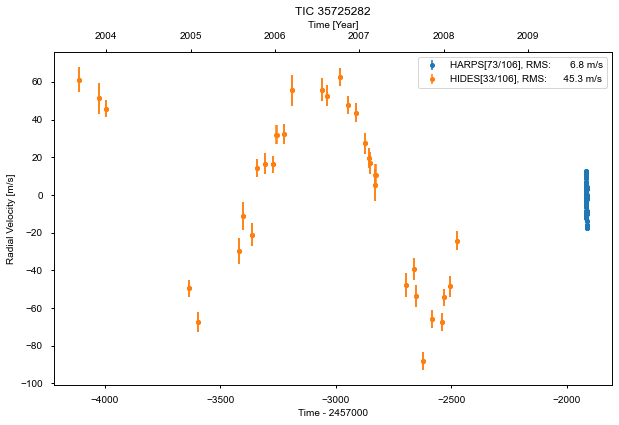 TIC 35725282
Time [Year]
2004 2005 2006 2007 2008 2009
HARPS[73/106], RMS: 6.8 m/s
HIDES[33/106], RMS: 45.3 m/s
Radial Velocity [m/s]
60
40
20
0
−20
−40
−60
−80
−100
−4000 −3500 −3000 −2500 −2000
Time - 2457000